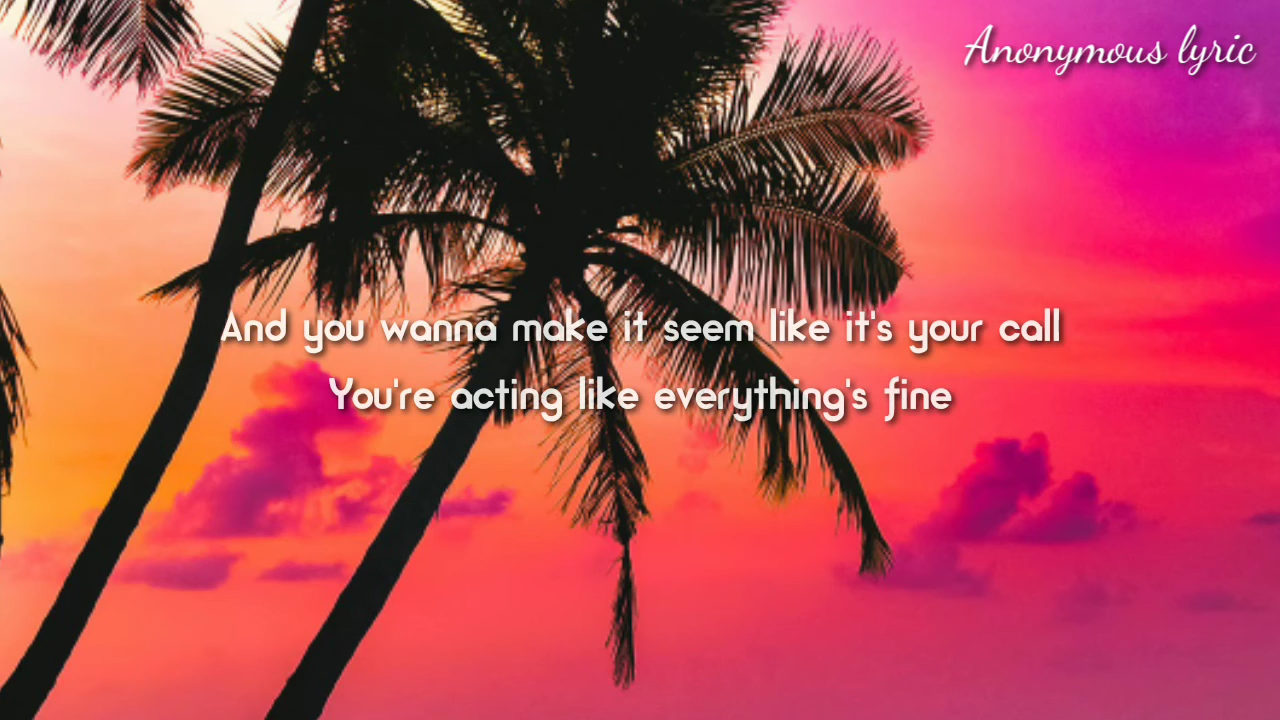 Anonymous lyric
And you wanna make it seem like it's your call
You're acting like everything's fine